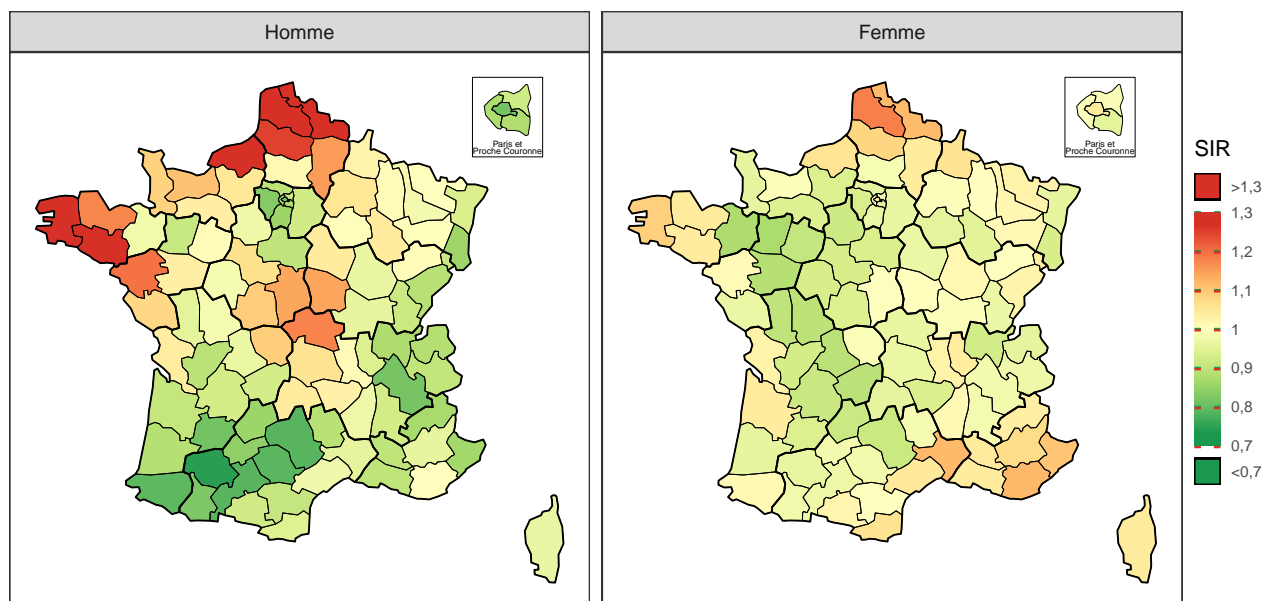 Homme
Femme
Paris et
Proche Couronne
Paris et
Proche Couronne
SIR
>1,3
1,3
1,2
1,1
1
0,9
0,8
0,7
<0,7